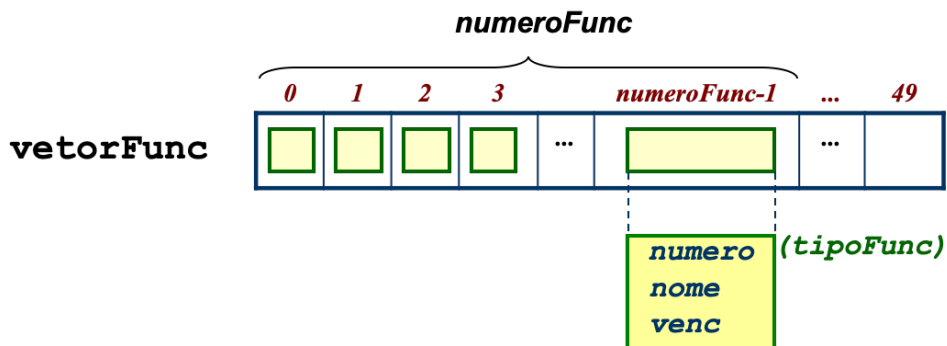 numeroFunc
0 1 2 3 numeroFunc-1 ... 49
vetorFunc ... ...
numero (tipoFunc)
nome
venc